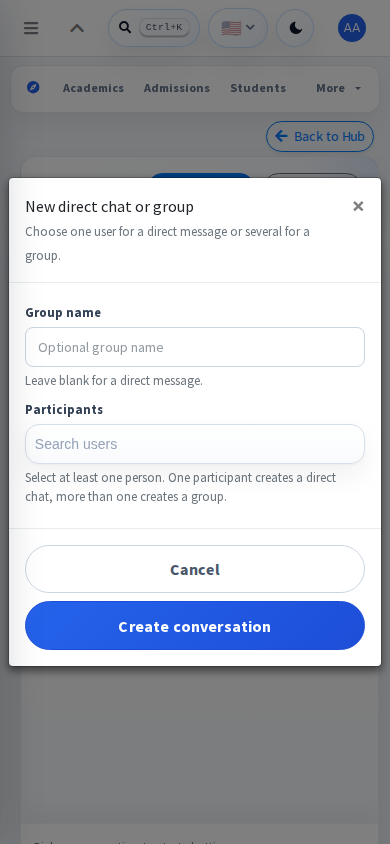 Ctrl+K
AA
Academics Admissions Students More
Back to Hub
New direct chat or group
×
Choose one user for a direct message or several for a
group.
Group name
Optional group name
Leave blank for a direct message.
Participants
Search users
Select at least one person. One participant creates a direct
chat, more than one creates a group.
Cancel
Create conversation